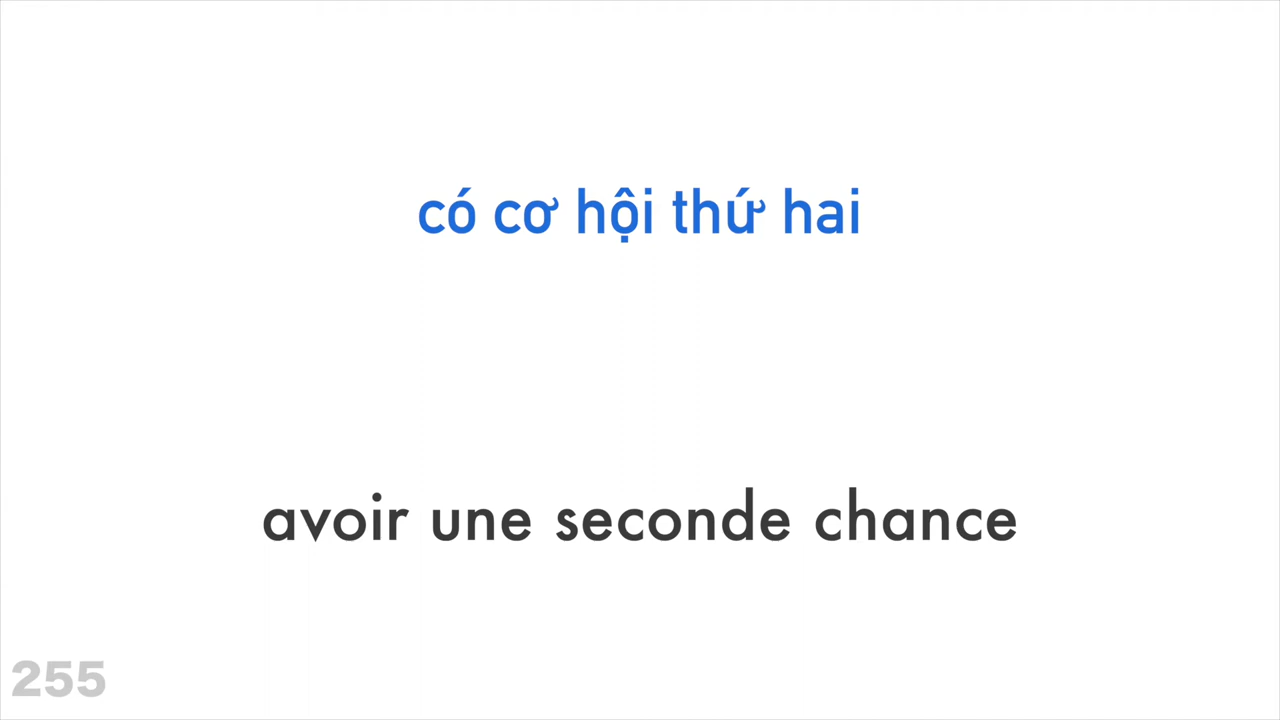 có cơ hội thứ hai
avoir une seconde chance
255